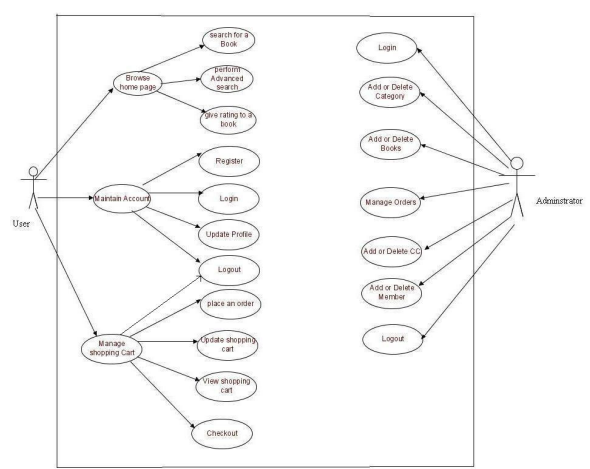 search for a
Book
Browse
home page
perform
Advanced
search
give rating to a
book
Register
Maintain Account
Login
Update Profile
Logout
place an order
Manage
shopping Cart
Update shopping
cart
View shopping
cart
Checkout
User
Login
Add or Delete
Category
Add or Delete
Books
Manage Orders
Add or Delete CC
Add or Delete
Member
Logout
Adminstrator